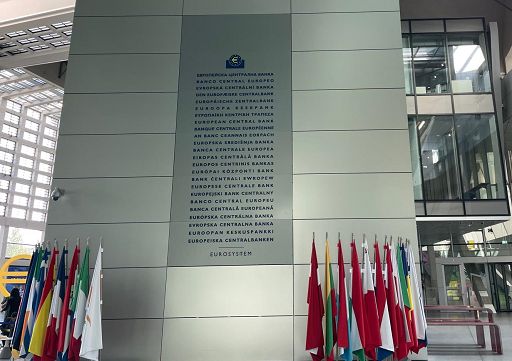 ЕВРОПЕЙСКА ЦЕНТРАЛНА БАНКА
BANCO CENTRAL EUROPEO
EVROPSKÁ CENTRÁLNÍ BANKA
DEN EUROPÆISKE CENTRALBANK
EUROPÄISCHE ZENTRALBANK
EUROOPA KESKPANK
ΕΥΡΩΠΑΪΚΗ ΚΕΝΤΡΙΚΗ ΤΡΑΠΕΖΑ
EUROPEAN CENTRAL BANK
BANQUE CENTRALE EUROPÉENNE
AN BANC CEANNAIS EORPACH
EUROPSKA SREDIŠNJA BANKA
BANCA CENTRALE EUROPEA
EIROPAS CENTRĀLĀ BANKA
EUROPOS CENTRINIS BANKAS
EURÓPAI KÖZPONTI BANK
BANK ĊENTRALI EWROPEW
EUROPESE CENTRALE BANK
EUROPEJSKI BANK CENTRALNY
BANCO CENTRAL EUROPEU
BANCA CENTRALĂ EUROPEANĂ
EURÓPSKA CENTRÁLNA BANKA
EVROPSKA CENTRALNA BANKA
EUROOPAN KESKUSPANKKI
EUROPEISKA CENTRALBANKEN
EUROSYSTEM